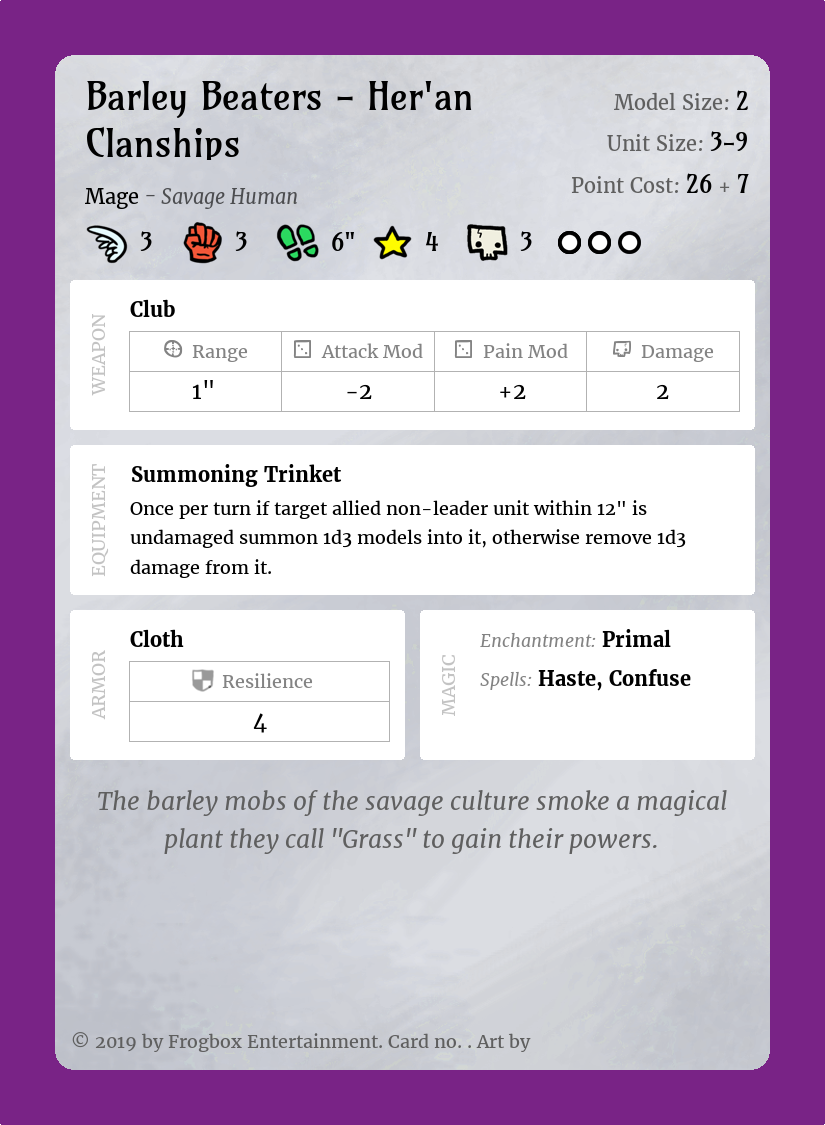 Barley Beaters - Her'an
Clanships
Model Size: 2
Unit Size: 3-9
Point Cost: 26 + 7
Mage - Savage Human
3 3 6" 4 3
WEAPON
Club
Range Attack Mod Pain Mod Damage
1" -2 +2 2
EQUIPMENT
Summoning Trinket
Once per turn if target allied non-leader unit within 12" is
undamaged summon 1d3 models into it, otherwise remove 1d3
damage from it.
ARMOR
Cloth
Resilience
4
MAGIC
Enchantment: Primal
Spells: Haste, Confuse
The barley mobs of the savage culture smoke a magical
plant they call "Grass" to gain their powers.
© 2019 by Frogbox Entertainment. Card no. . Art by